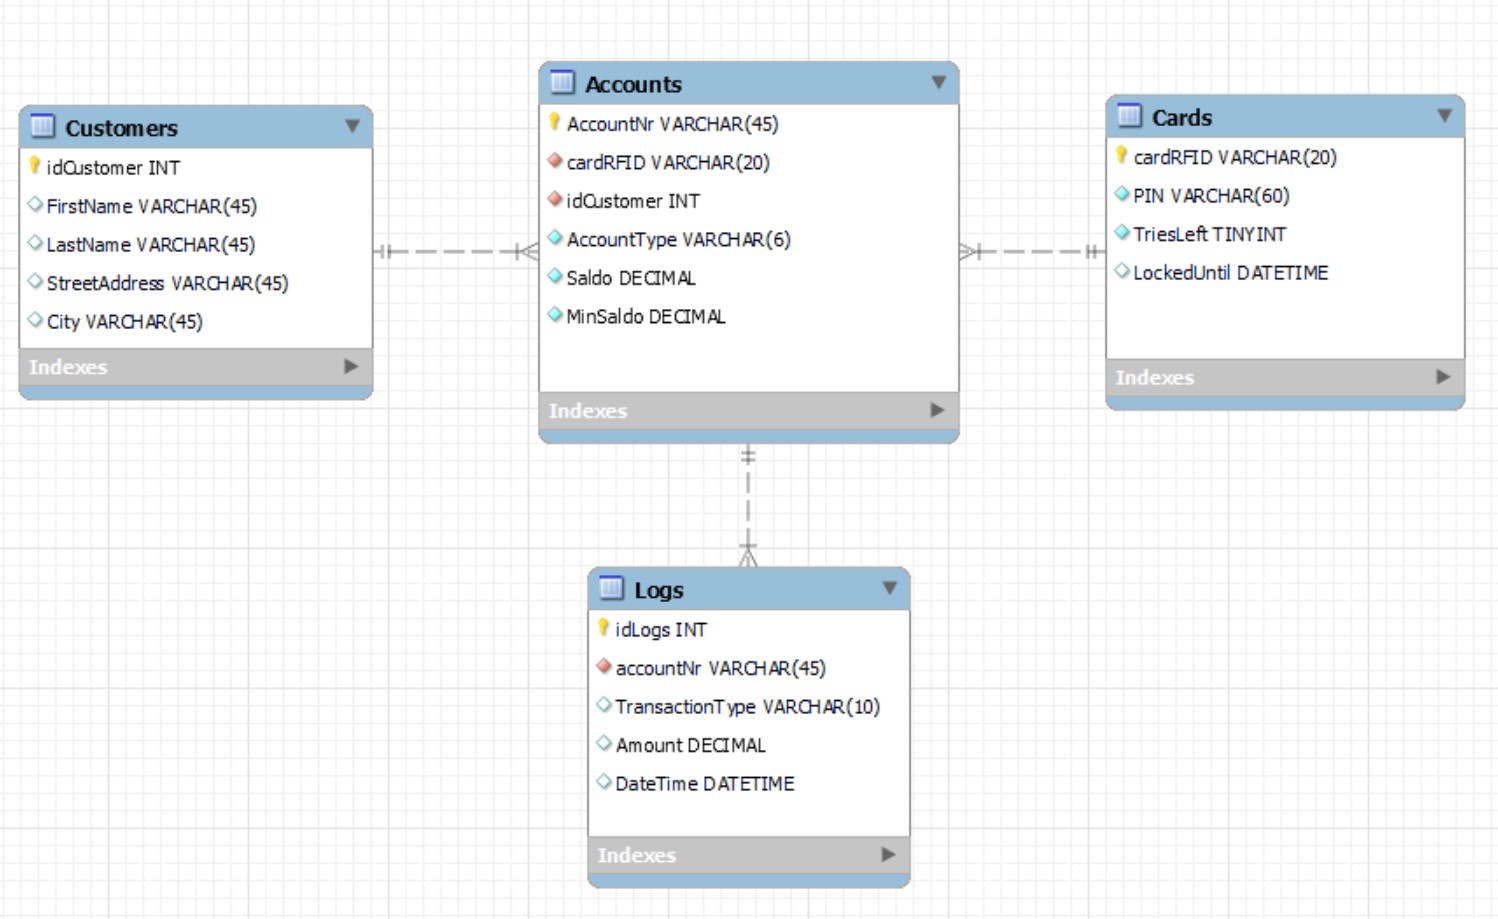 Customers
idCustomer INT
FirstName VARCHAR(45)
LastName VARCHAR(45)
StreetAddress VARCHAR(45)
City VARCHAR(45)
Indexes
Accounts
AccountNr VARCHAR(45)
cardRFID VARCHAR(20)
idCustomer INT
AccountType VARCHAR(6)
Saldo DECIMAL
MinSaldo DECIMAL
Indexes
Cards
cardRFID VARCHAR(20)
PIN VARCHAR(60)
TriesLeft TINYINT
LockedUntil DATETIME
Indexes
Logs
idLogs INT
accountNr VARCHAR(45)
TransactionType VARCHAR(10)
Amount DECIMAL
DateTime DATETIME
Indexes